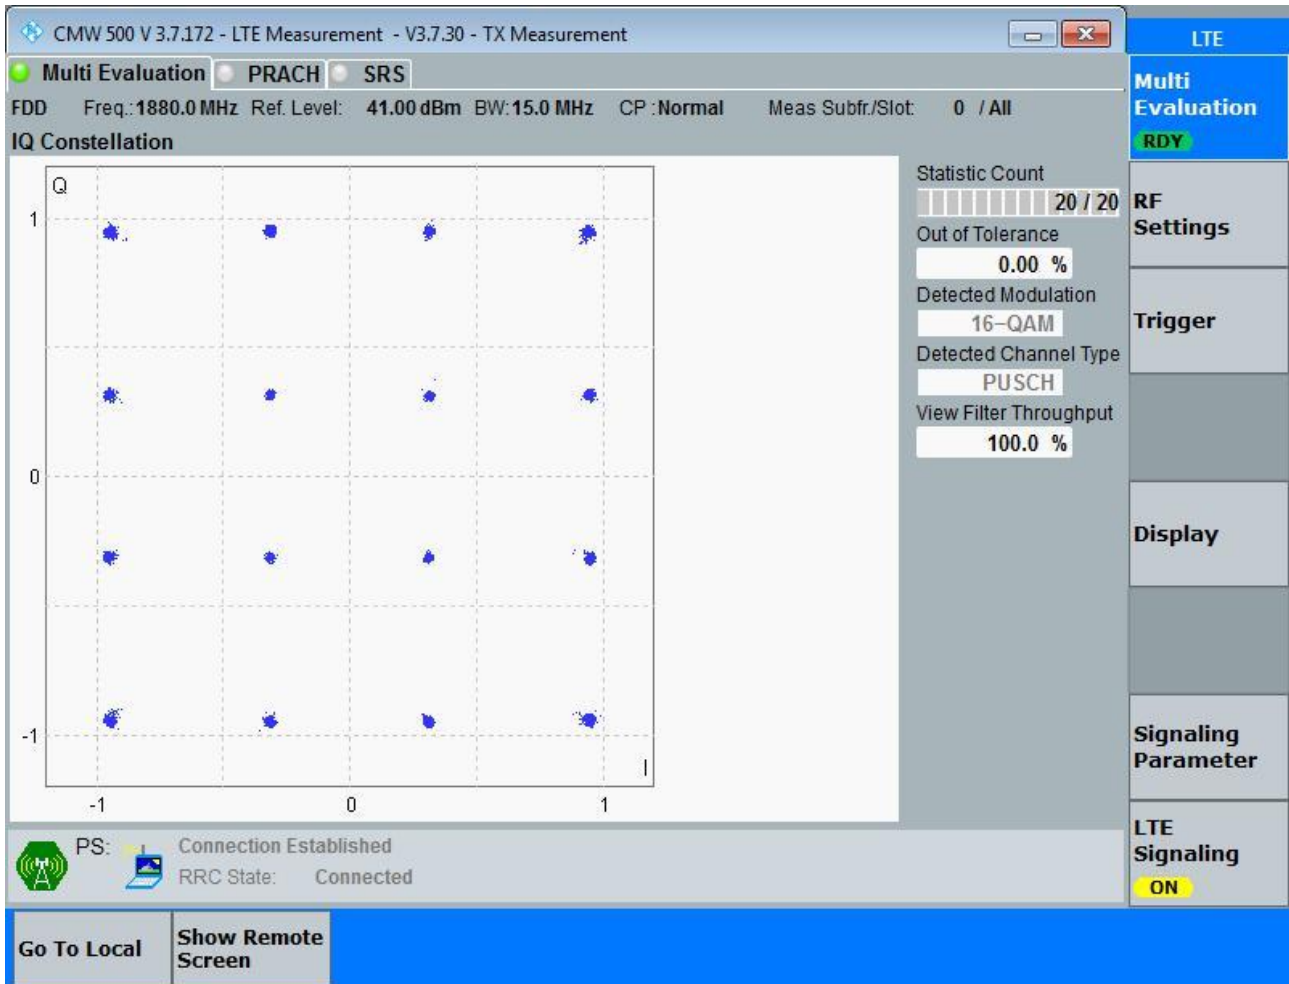 CMW 500 V 3.7.172 - LTE Measurement - V3.7.30 - TX Measurement
LTE
Multi Evaluation PRACH SRS
FDD Freq.:1880.0 MHz Ref. Level: 41.00 dBm BW:15.0 MHz CP :Normal Meas Subfr./Slot: 0 / All
IQ Constellation
Q
1
0
-1
I
-1 0 1
Statistic Count
20 / 20
Out of Tolerance
0.00 %
Detected Modulation
16-QAM
Detected Channel Type
PUSCH
View Filter Throughput
100.0 %
Multi
Evaluation
RDY
RF
Settings
Trigger
Display
Signaling
Parameter
LTE
Signaling
ON
PS: Connection Established
RRC State: Connected
Go To Local
Show Remote
Screen